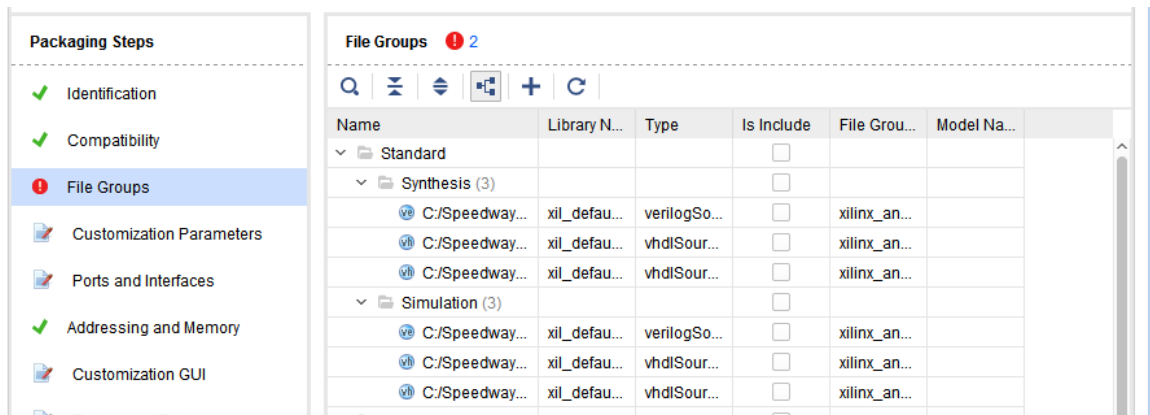 Packaging Steps
Identification
Compatibility
File Groups
Customization Parameters
Ports and Interfaces
Addressing and Memory
Customization GUI
File Groups 2
Name Library N... Type Is Include File Grou... Model Na...
Standard
Synthesis (3)
C:/Speedway... xil_defau... verilogSo... xilinx_an...
C:/Speedway... xil_defau... vhdlSour... xilinx_an...
C:/Speedway... xil_defau... vhdlSour... xilinx_an...
Simulation (3)
C:/Speedway... xil_defau... verilogSo... xilinx_an...
C:/Speedway... xil_defau... vhdlSour... xilinx_an...
C:/Speedway... xil_defau... vhdlSour... xilinx_an...